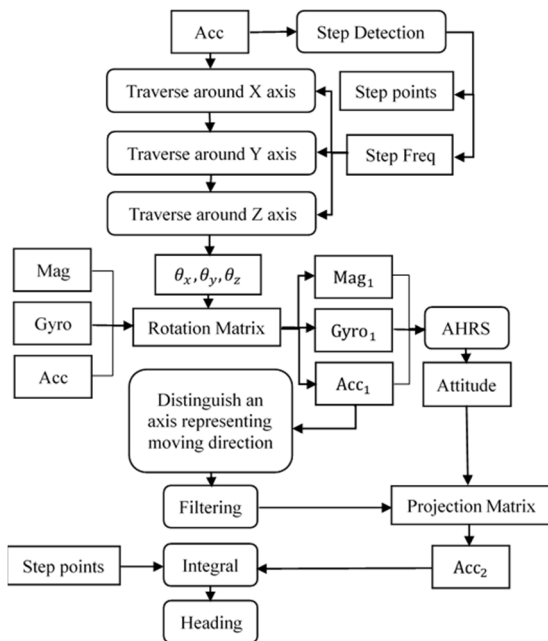 Acc
Step Detection
Traverse around X axis
Step points
Traverse around Y axis
Step Freq
Traverse around Z axis
Mag
θx,θy,θz
Mag1
Gyro
Rotation Matrix
Gyro1
AHRS
Acc
Acc1
Attitude
Distinguish an
axis representing
moving direction
Filtering
Projection Matrix
Step points
Integral
Acc2
Heading